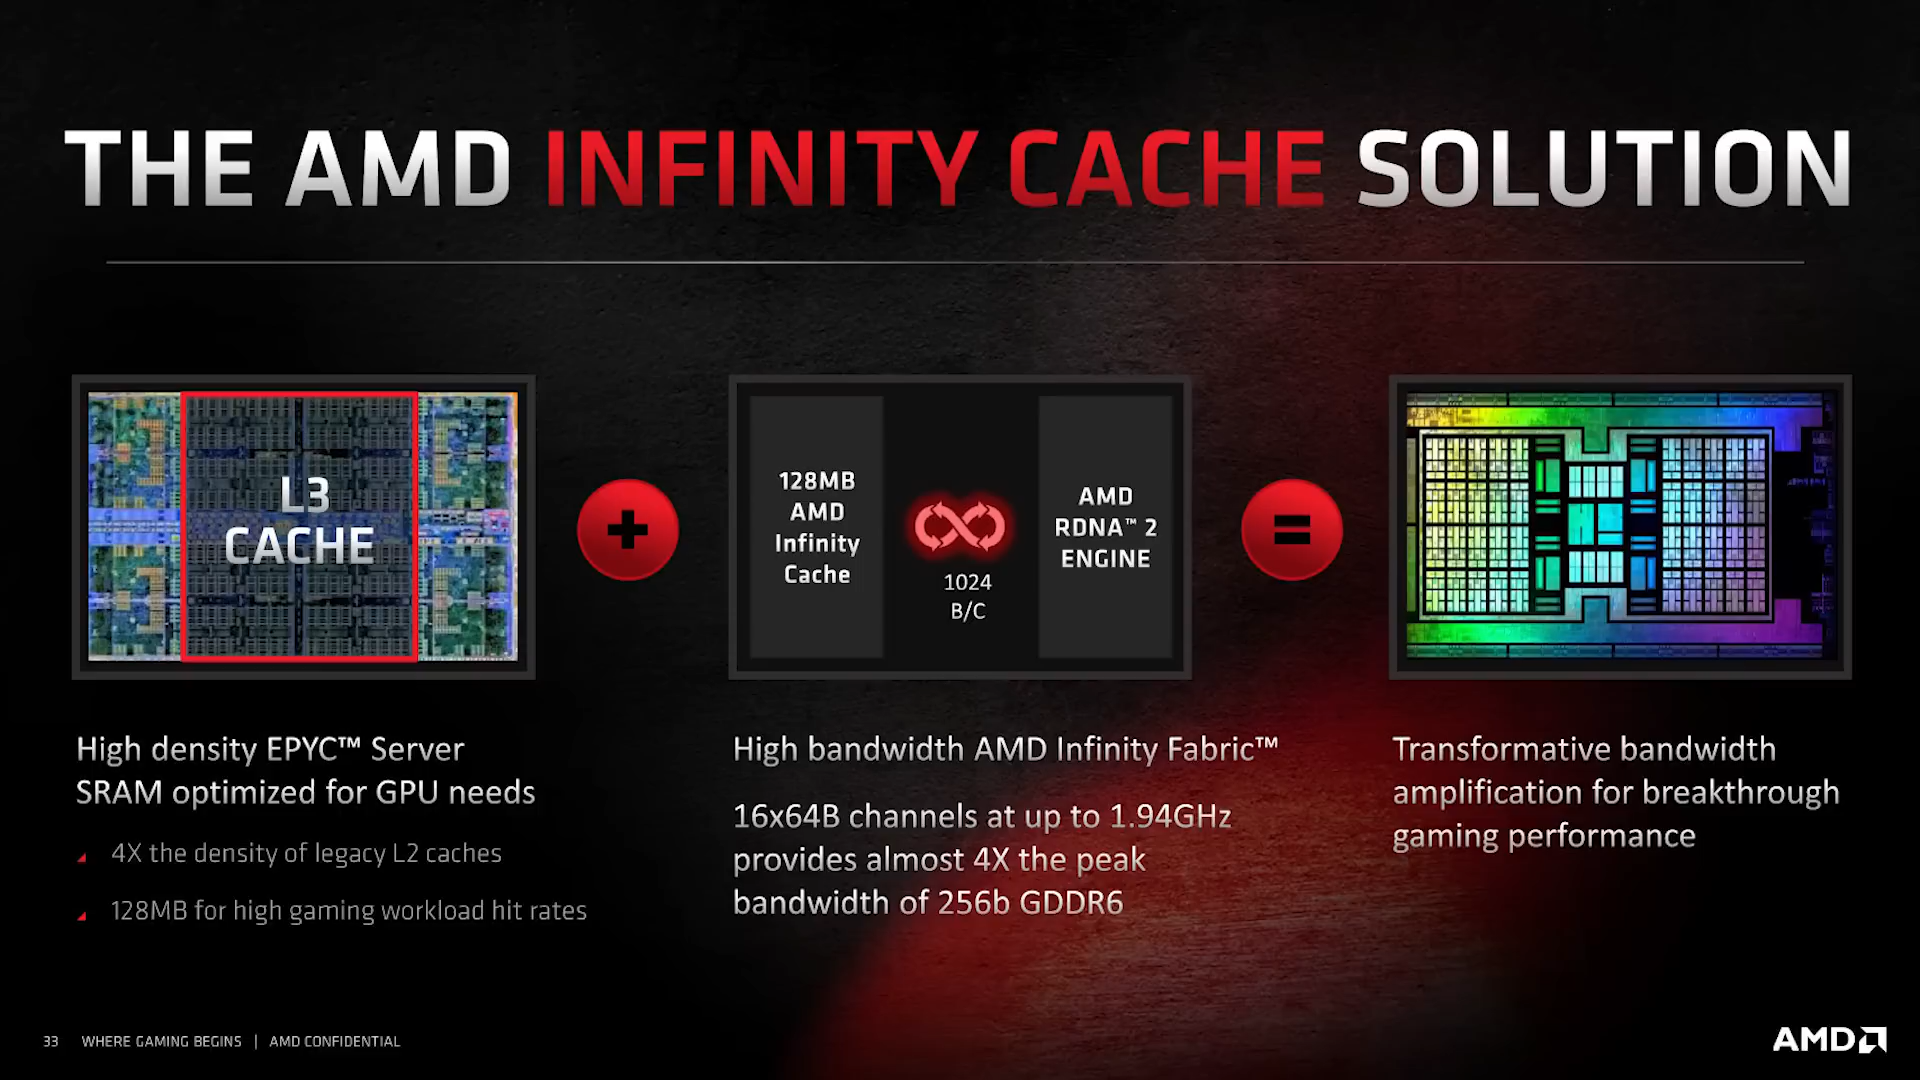 THE AMD INFINITY CACHE SOLUTION
L3
CACHE
+
128MB
AMD
Infinity
Cache
1024
B/C
AMD
RDNA™ 2
ENGINE
=
High density EPYC™ Server
SRAM optimized for GPU needs
4X the density of legacy L2 caches
128MB for high gaming workload hit rates
High bandwidth AMD Infinity Fabric™
16x64B channels at up to 1.94GHz
provides almost 4X the peak
bandwidth of 256b GDDR6
Transformative bandwidth
amplification for breakthrough
gaming performance
33 WHERE GAMING BEGINS | AMD CONFIDENTIAL
AMD